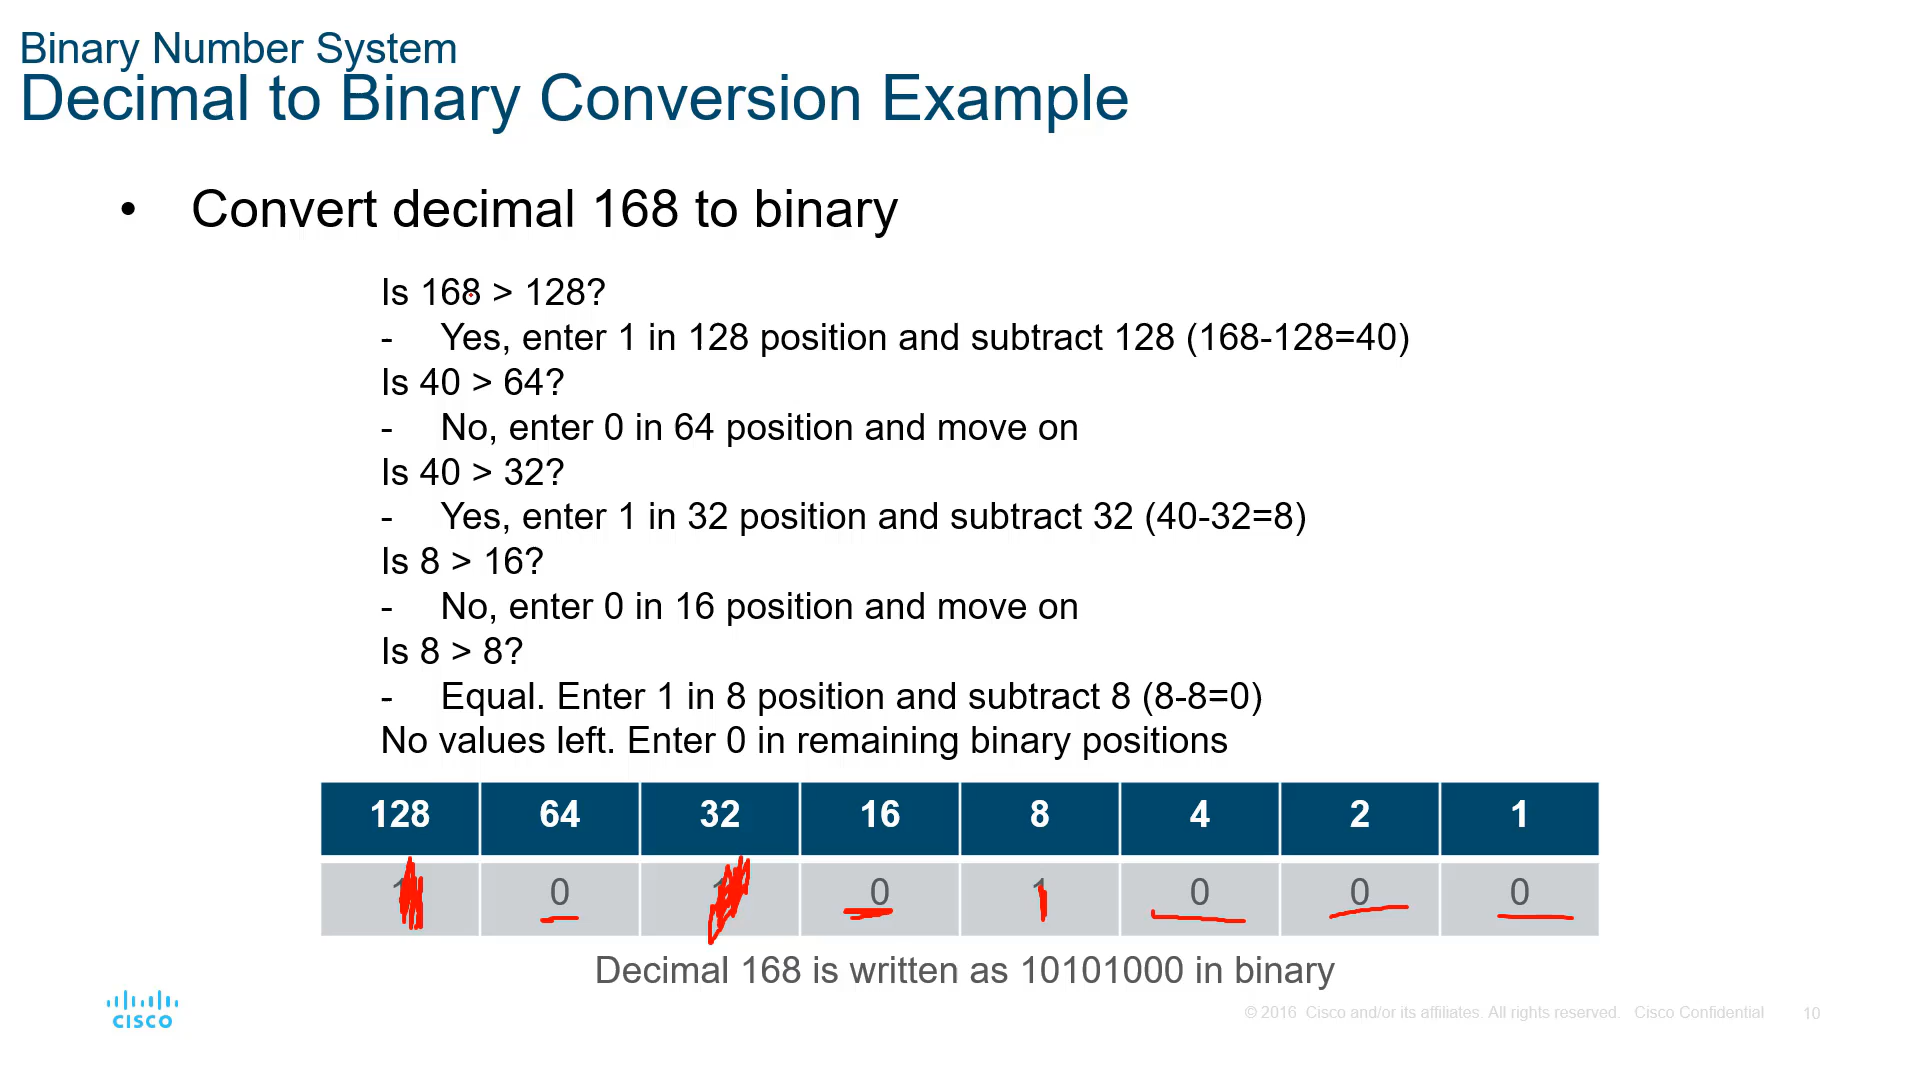 Binary Number System
Decimal to Binary Conversion Example
• Convert decimal 168 to binary
Is 168 > 128?
- Yes, enter 1 in 128 position and subtract 128 (168-128=40)
Is 40 > 64?
- No, enter 0 in 64 position and move on
Is 40 > 32?
- Yes, enter 1 in 32 position and subtract 32 (40-32=8)
Is 8 > 16?
- No, enter 0 in 16 position and move on
Is 8 > 8?
- Equal. Enter 1 in 8 position and subtract 8 (8-8=0)
No values left. Enter 0 in remaining binary positions
128 64 32 16 8 4 2 1
1 0 1 0 1 0 0 0
Decimal 168 is written as 10101000 in binary
CISCO
© 2016 Cisco and/or its affiliates. All rights reserved. Cisco Confidential 10